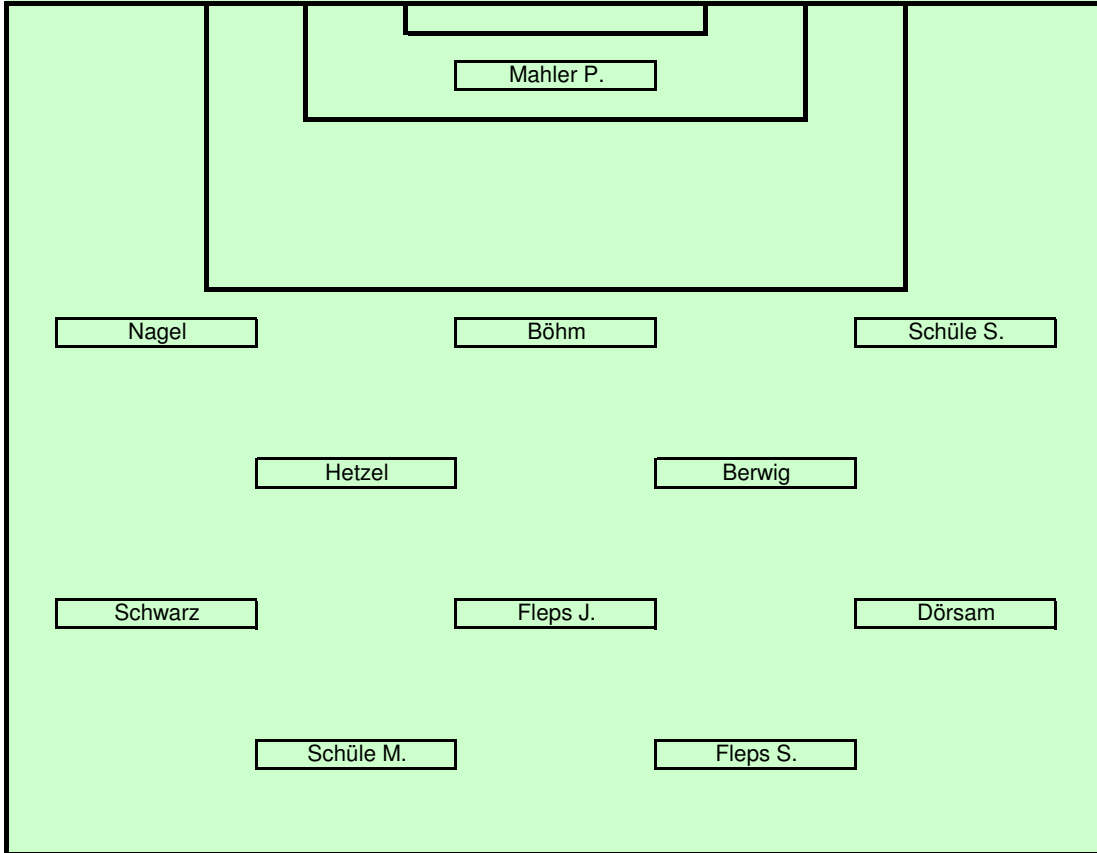 Mahler P.
Nagel
Böhm
Schüle S.
Hetzel
Berwig
Schwarz
Fleps J.
Dörsam
Schüle M.
Fleps S.